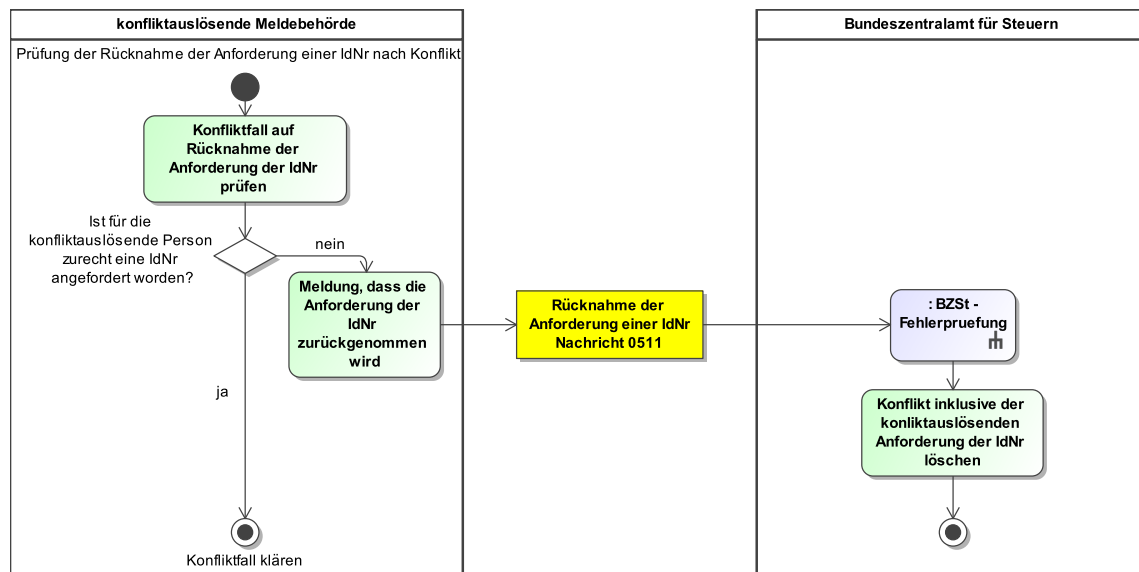 konfliktauslösende Meldebehörde
Bundeszentralamt für Steuern
Prüfung der Rücknahme der Anforderung einer IdNr nach Konflikt
Konfliktfall auf
Rücknahme der
Anforderung der IdNr
prüfen
Ist für die
konfliktauslösende Person
zurecht eine IdNr
angefordert worden?
nein
Meldung, dass die
Anforderung der
IdNr
zurückgenommen
wird
Rücknahme der
Anforderung einer IdNr
Nachricht 0511
: BZSt -
Fehlerpruefung
Konflikt inklusive der
konliktauslösenden
Anforderung der IdNr
löschen
ja
Konfliktfall klären